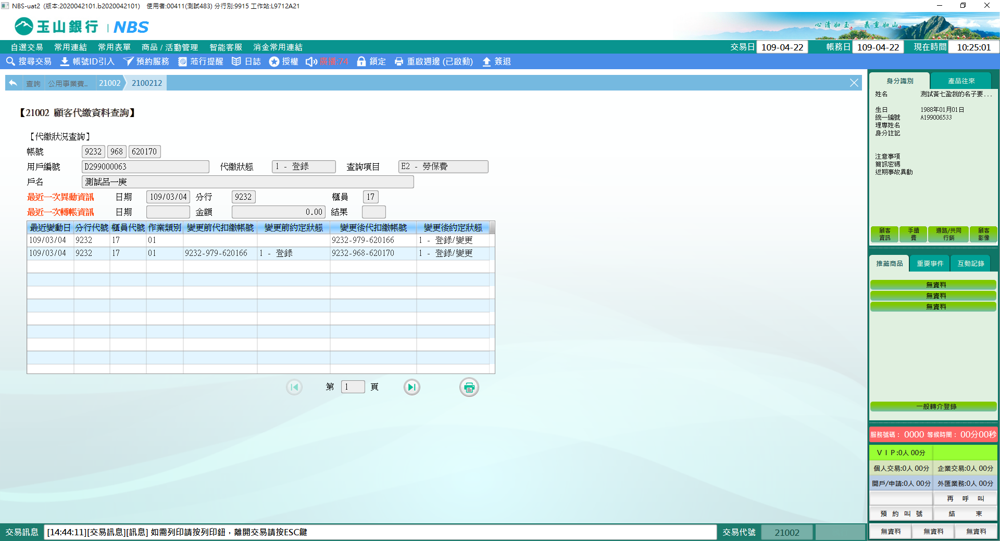 NBS-uat2 (版本:2020042101.b2020042101) 使用者:00411(測試483) 分行別:9915 工作站:L9712A21
玉山銀行 | NBS
心清如玉。 義重如山。
自選交易 常用連結 常用表單 商品 / 活動管理 智能客服 消金常用連結 交易日 109-04-22 帳務日 109-04-22 現在時間 10:25:01
搜尋交易 帳號ID引入 預約服務 蒞行提醒 日誌 授權 廣播:74 鎖定 重啟週邊 (已啟動) 簽退
查詢 公用事業費.. 21002 2100212
【21002 顧客代繳資料查詢】
【代繳狀況查詢】
帳號 9232 968 620170
用戶編號 D299000063 代繳狀態 1 - 登錄 查詢項目 E2 - 勞保費
戶名 測試呂一庚
最近一次異動資訊 日期 109/03/04 分行 9232 櫃員 17
最近一次轉帳資訊 日期 金額 0.00 結果
最近變動日 分行代號 櫃員代號 作業類別 變更前代扣繳帳號 變更前約定狀態 變更後代扣繳帳號 變更後約定狀態
109/03/04 9232 17 01 9232-979-620166 1 - 登錄/變更
109/03/04 9232 17 01 9232-979-620166 1 - 登錄 9232-968-620170 1 - 登錄/變更
第 1 頁
身分識別 產品往來
姓名 測試黃七盈我的名子要...
生日 1988年01月01日
統一編號 A199006533
理專姓名
身分註記
注意事項
簡訊密碼
近期事故異動
顧客資訊 手續費 通路/共同行銷 顧客影像
推薦商品 重要事件 互動記錄
無資料
無資料
無資料
一般轉介登錄
服務號碼: 0000 等候時間: 00分00秒
ＶＩＰ:0人 00分
個人交易:0人 00分 企業交易:0人 00分
開戶/申請:0人 00分 外匯業務:0人 00分
再 呼 叫
預 約 叫 號 結 束
無資料 無資料 無資料
交易訊息 [14:44:11][交易訊息][訊息] 如需列印請按列印鈕，離開交易請按ESC鍵 交易代號 21002